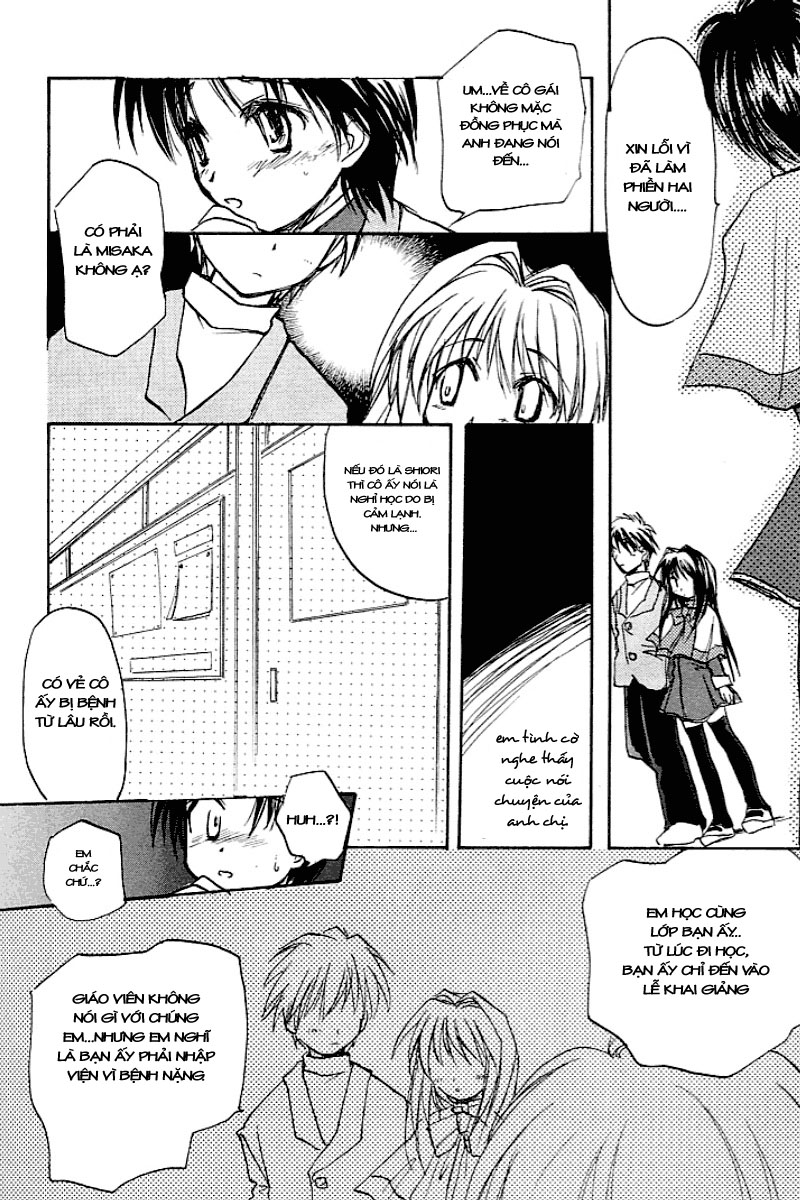 XIN LỖI VÌ
ĐÃ LÀM
PHIỀN HAI
NGƯỜI....
UM...VỀ CÔ GÁI
KHÔNG MẶC
ĐỒNG PHỤC MÀ
ANH ĐANG NÓI
ĐẾN...
CÓ PHẢI
LÀ MISAKA
KHÔNG Ạ?
em tình cờ
nghe thấy
cuộc nói
chuyện của
anh chị.
NẾU ĐÓ LÀ SHIORI
THÌ CÔ ẤY NÓI LÀ
NGHỈ HỌC DO BỊ
CẢM LẠNH.
NHƯNG...
CÓ VẺ CÔ
ẤY BỊ BỆNH
TỪ LÂU RỒI.
HUH...?!
EM
CHẮC
CHỨ...?
EM HỌC CÙNG
LỚP BẠN ẤY...
TỪ LÚC ĐI HỌC,
BẠN ẤY CHỈ ĐẾN VÀO
LỄ KHAI GIẢNG
GIÁO VIÊN KHÔNG
NÓI GÌ VỚI CHÚNG
EM...NHƯNG EM NGHĨ
LÀ BẠN ẤY PHẢI NHẬP
VIỆN VÌ BỆNH NẶNG